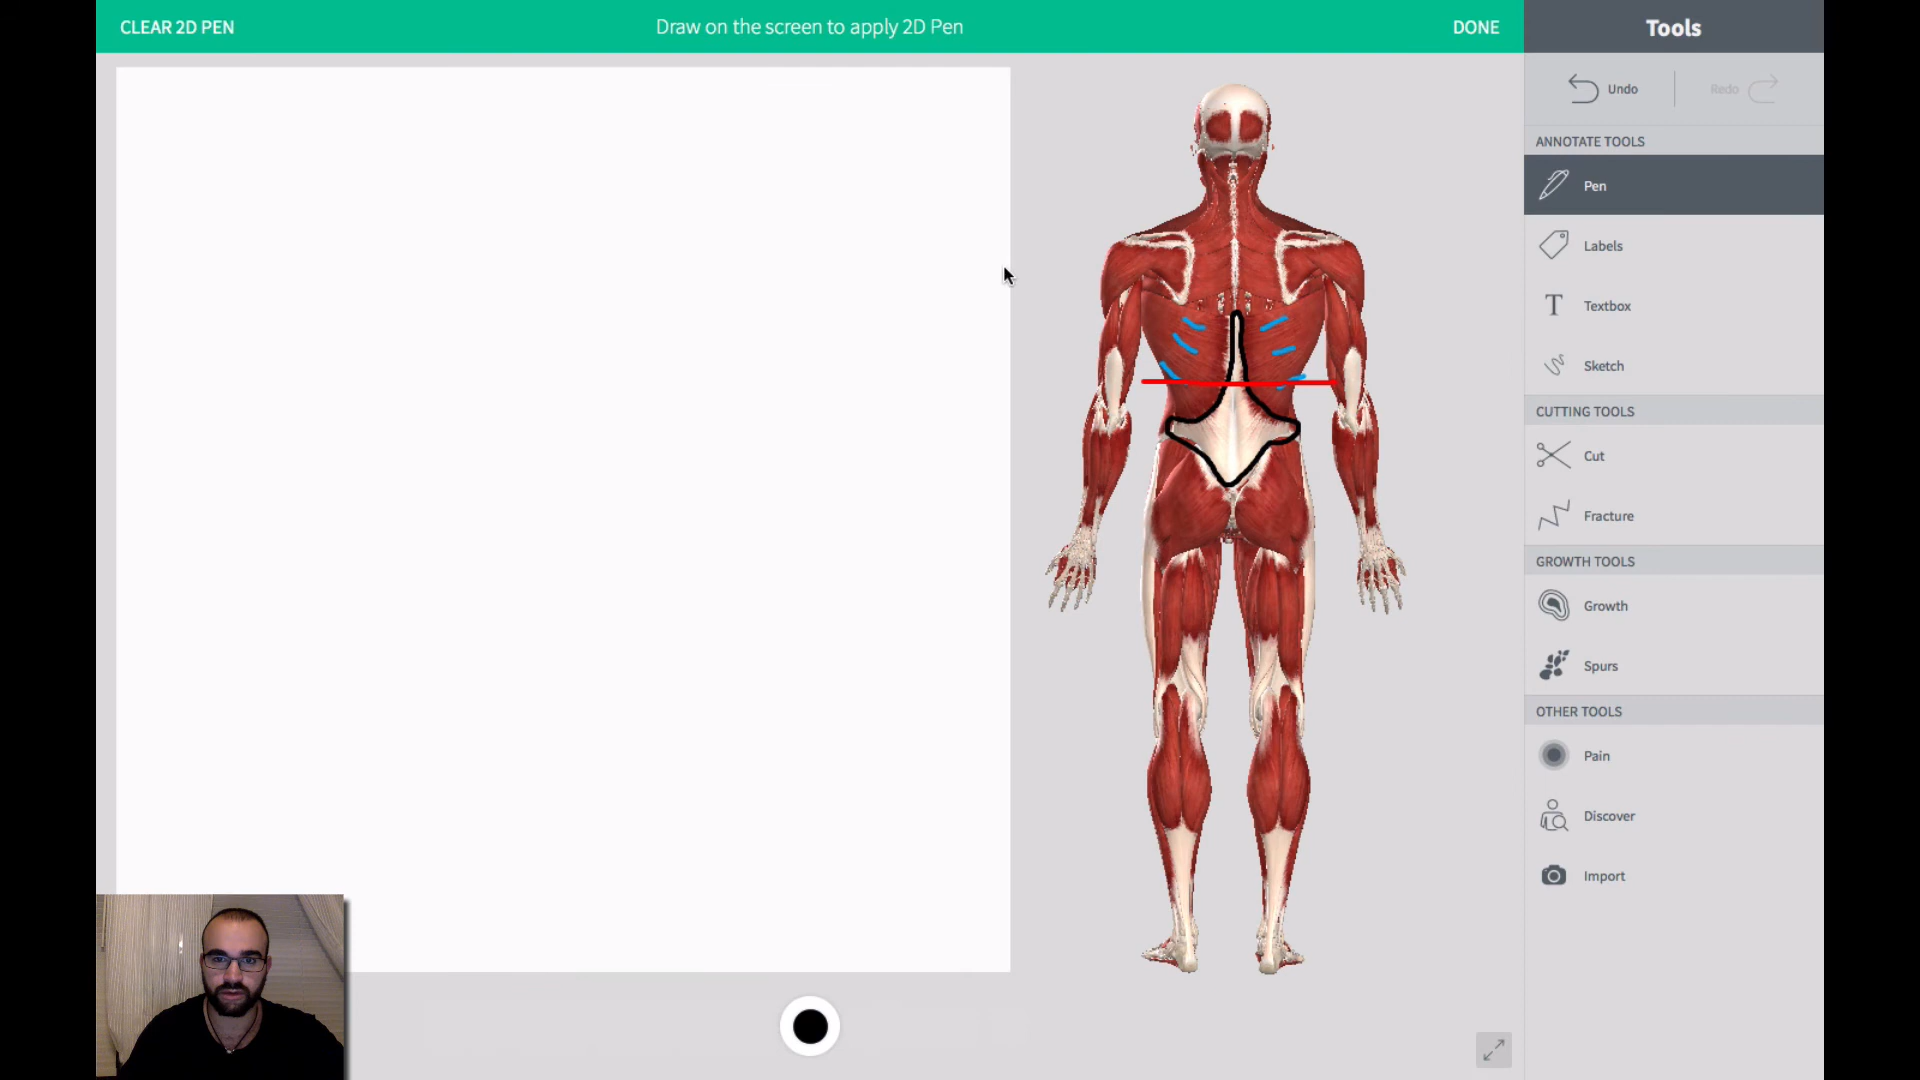 CLEAR 2D PEN
Draw on the screen to apply 2D Pen
DONE
Tools
Undo
Redo
ANNOTATE TOOLS
Pen
Labels
Textbox
Sketch
CUTTING TOOLS
Cut
Fracture
GROWTH TOOLS
Growth
Spurs
OTHER TOOLS
Pain
Discover
Import